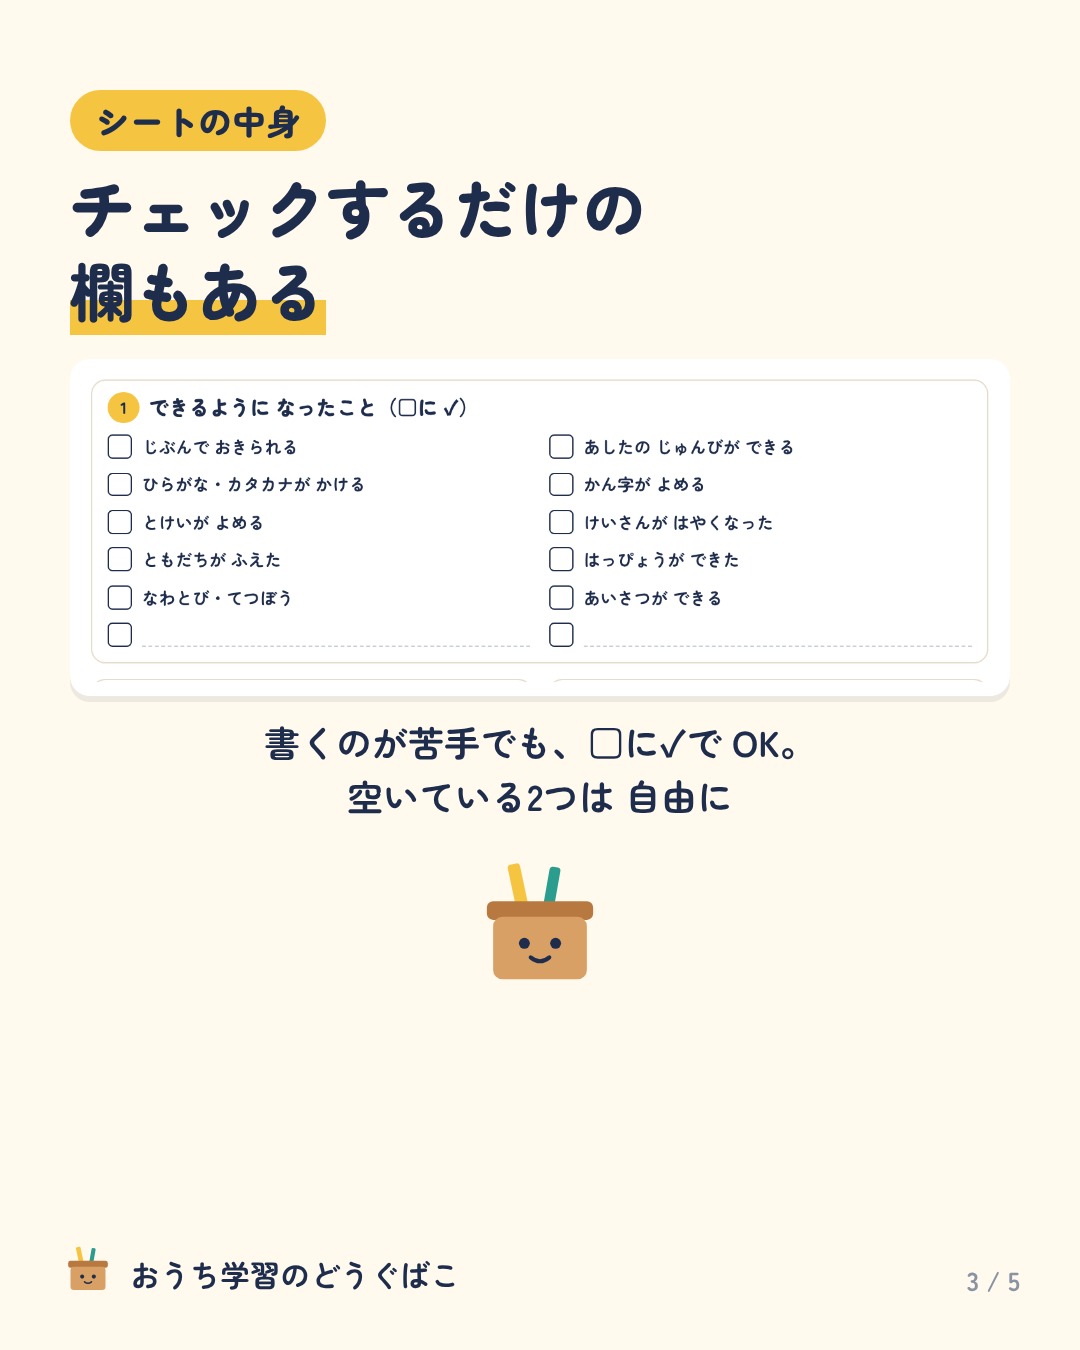 シートの中身
チェックするだけの
欄もある
1 できるように なったこと（□に ✓）
□ じぶんで おきられる
□ あしたの じゅんびが できる
□ ひらがな・カタカナが かける
□ かん字が よめる
□ とけいが よめる
□ けいさんが はやくなった
□ ともだちが ふえた
□ はっぴょうが できた
□ なわとび・てつぼう
□ あいさつが できる
書くのが苦手でも、□に✓で OK。
空いている2つは 自由に
おうち学習のどうぐばこ
3 / 5